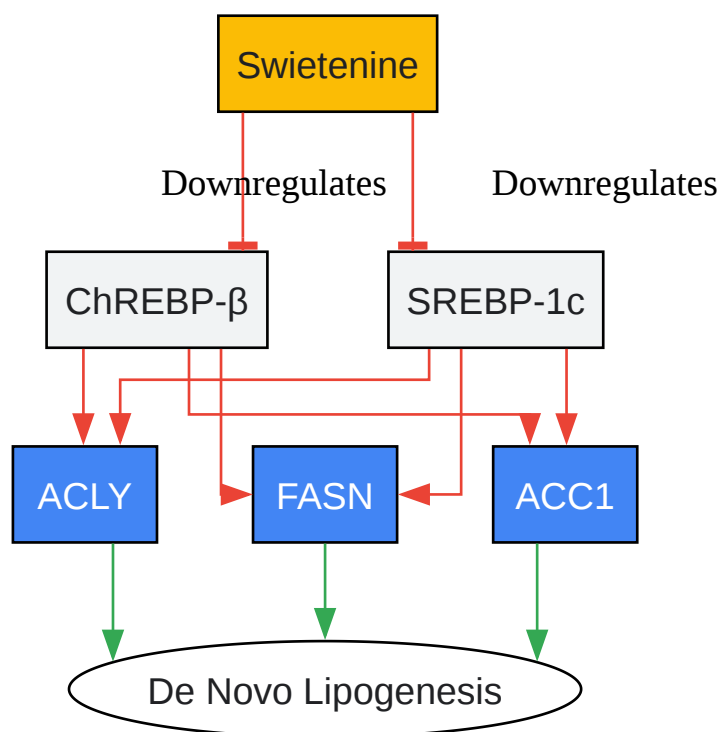 Swietenine
Downregulates
Downregulates
ChREBP-β
SREBP-1c
ACLY
FASN
ACC1
De Novo Lipogenesis